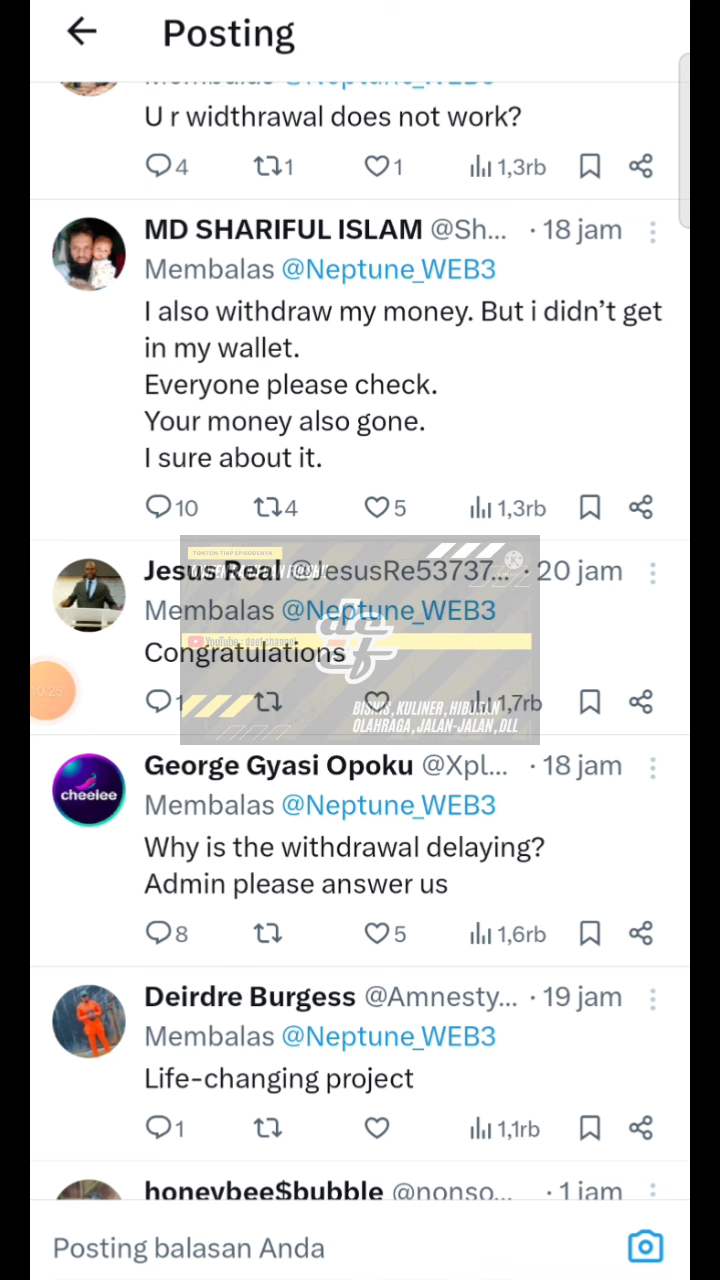 Posting
U r widthrawal does not work?
4 1 1 1,3rb
MD SHARIFUL ISLAM @Sh... · 18 jam
Membalas @Neptune_WEB3
I also withdraw my money. But i didn't get
in my wallet.
Everyone please check.
Your money also gone.
I sure about it.
10 4 5 1,3rb
TONTON TIAP EPISODENYA
Jesus Real @JesusRe53737... · 20 jam
Membalas @Neptune_WEB3
YouTube : daef channel
Congratulations
10:25
1 1,7rb
BISNIS, KULINER, HIBURAN
OLAHRAGA, JALAN-JALAN, DLL
cheelee
George Gyasi Opoku @Xpl... · 18 jam
Membalas @Neptune_WEB3
Why is the withdrawal delaying?
Admin please answer us
8 5 1,6rb
Deirdre Burgess @Amnesty... · 19 jam
Membalas @Neptune_WEB3
Life-changing project
1 1,1rb
honeybee$bubble @nonso... · 1 jam
Posting balasan Anda